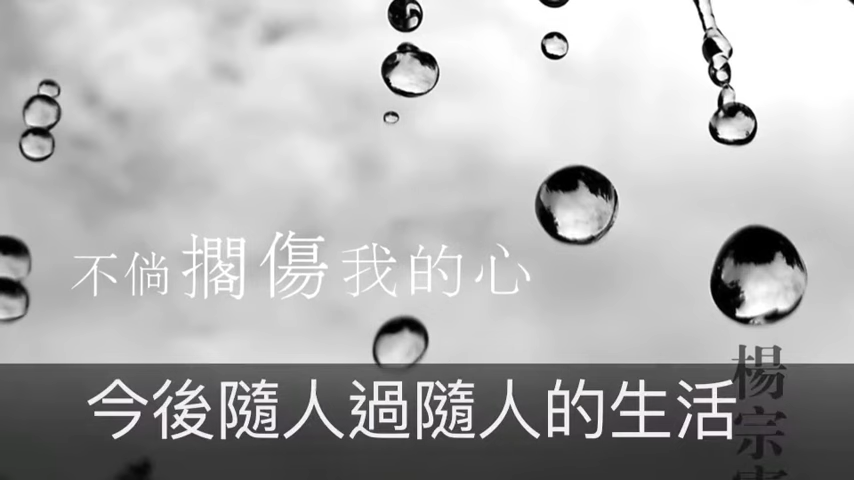 不倘擱傷我的心
今後隨人過隨人的生活
楊宗